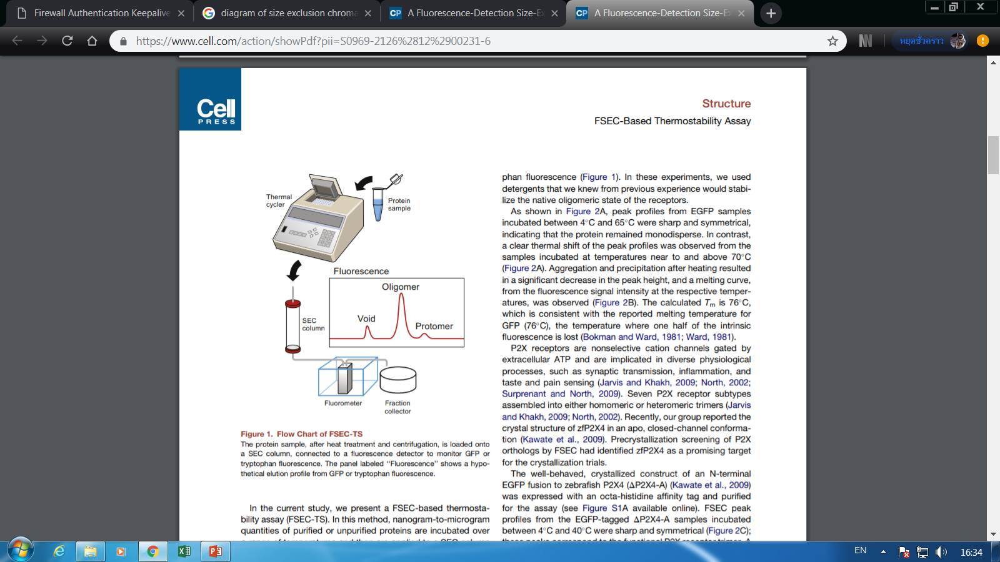 Firewall Authentication Keepalive
diagram of size exclusion chroma
CP A Fluorescence-Detection Size-Ex
CP A Fluorescence-Detection Size-Ex
https://www.cell.com/action/showPdf?pii=S0969-2126%2812%2900231-6
หยุดชั่วคราว
Cell
PRESS
Structure
FSEC-Based Thermostability Assay
Thermal
cycler
Protein
sample
Fluorescence
Oligomer
Void
Protomer
SEC
column
Fluorometer
Fraction
collector
Figure 1. Flow Chart of FSEC-TS
The protein sample, after heat treatment and centrifugation, is loaded onto
a SEC column, connected to a fluorescence detector to monitor GFP or
tryptophan fluorescence. The panel labeled ‘‘Fluorescence’’ shows a hypo-
thetical elution profile from GFP or tryptophan fluorescence.
In the current study, we present a FSEC-based thermosta-
bility assay (FSEC-TS). In this method, nanogram-to-microgram
quantities of purified or unpurified proteins are incubated over
phan fluorescence (Figure 1). In these experiments, we used
detergents that we knew from previous experience would stabi-
lize the native oligomeric state of the receptors.
As shown in Figure 2A, peak profiles from EGFP samples
incubated between 4°C and 65°C were sharp and symmetrical,
indicating that the protein remained monodisperse. In contrast,
a clear thermal shift of the peak profiles was observed from the
samples incubated at temperatures near to and above 70°C
(Figure 2A). Aggregation and precipitation after heating resulted
in a significant decrease in the peak height, and a melting curve,
from the fluorescence signal intensity at the respective temper-
atures, was observed (Figure 2B). The calculated Tm is 76°C,
which is consistent with the reported melting temperature for
GFP (76°C), the temperature where one half of the intrinsic
fluorescence is lost (Bokman and Ward, 1981; Ward, 1981).
P2X receptors are nonselective cation channels gated by
extracellular ATP and are implicated in diverse physiological
processes, such as synaptic transmission, inflammation, and
taste and pain sensing (Jarvis and Khakh, 2009; North, 2002;
Surprenant and North, 2009). Seven P2X receptor subtypes
assembled into either homomeric or heteromeric trimers (Jarvis
and Khakh, 2009; North, 2002). Recently, our group reported the
crystal structure of zfP2X4 in an apo, closed-channel conforma-
tion (Kawate et al., 2009). Precrystallization screening of P2X
orthologs by FSEC had identified zfP2X4 as a promising target
for the crystallization trials.
The well-behaved, crystallized construct of an N-terminal
EGFP fusion to zebrafish P2X4 (ΔP2X4-A) (Kawate et al., 2009)
was expressed with an octa-histidine affinity tag and purified
for the assay (see Figure S1A available online). FSEC peak
profiles from the EGFP-tagged ΔP2X4-A samples incubated
between 4°C and 40°C were sharp and symmetrical (Figure 2C);
EN
16:34